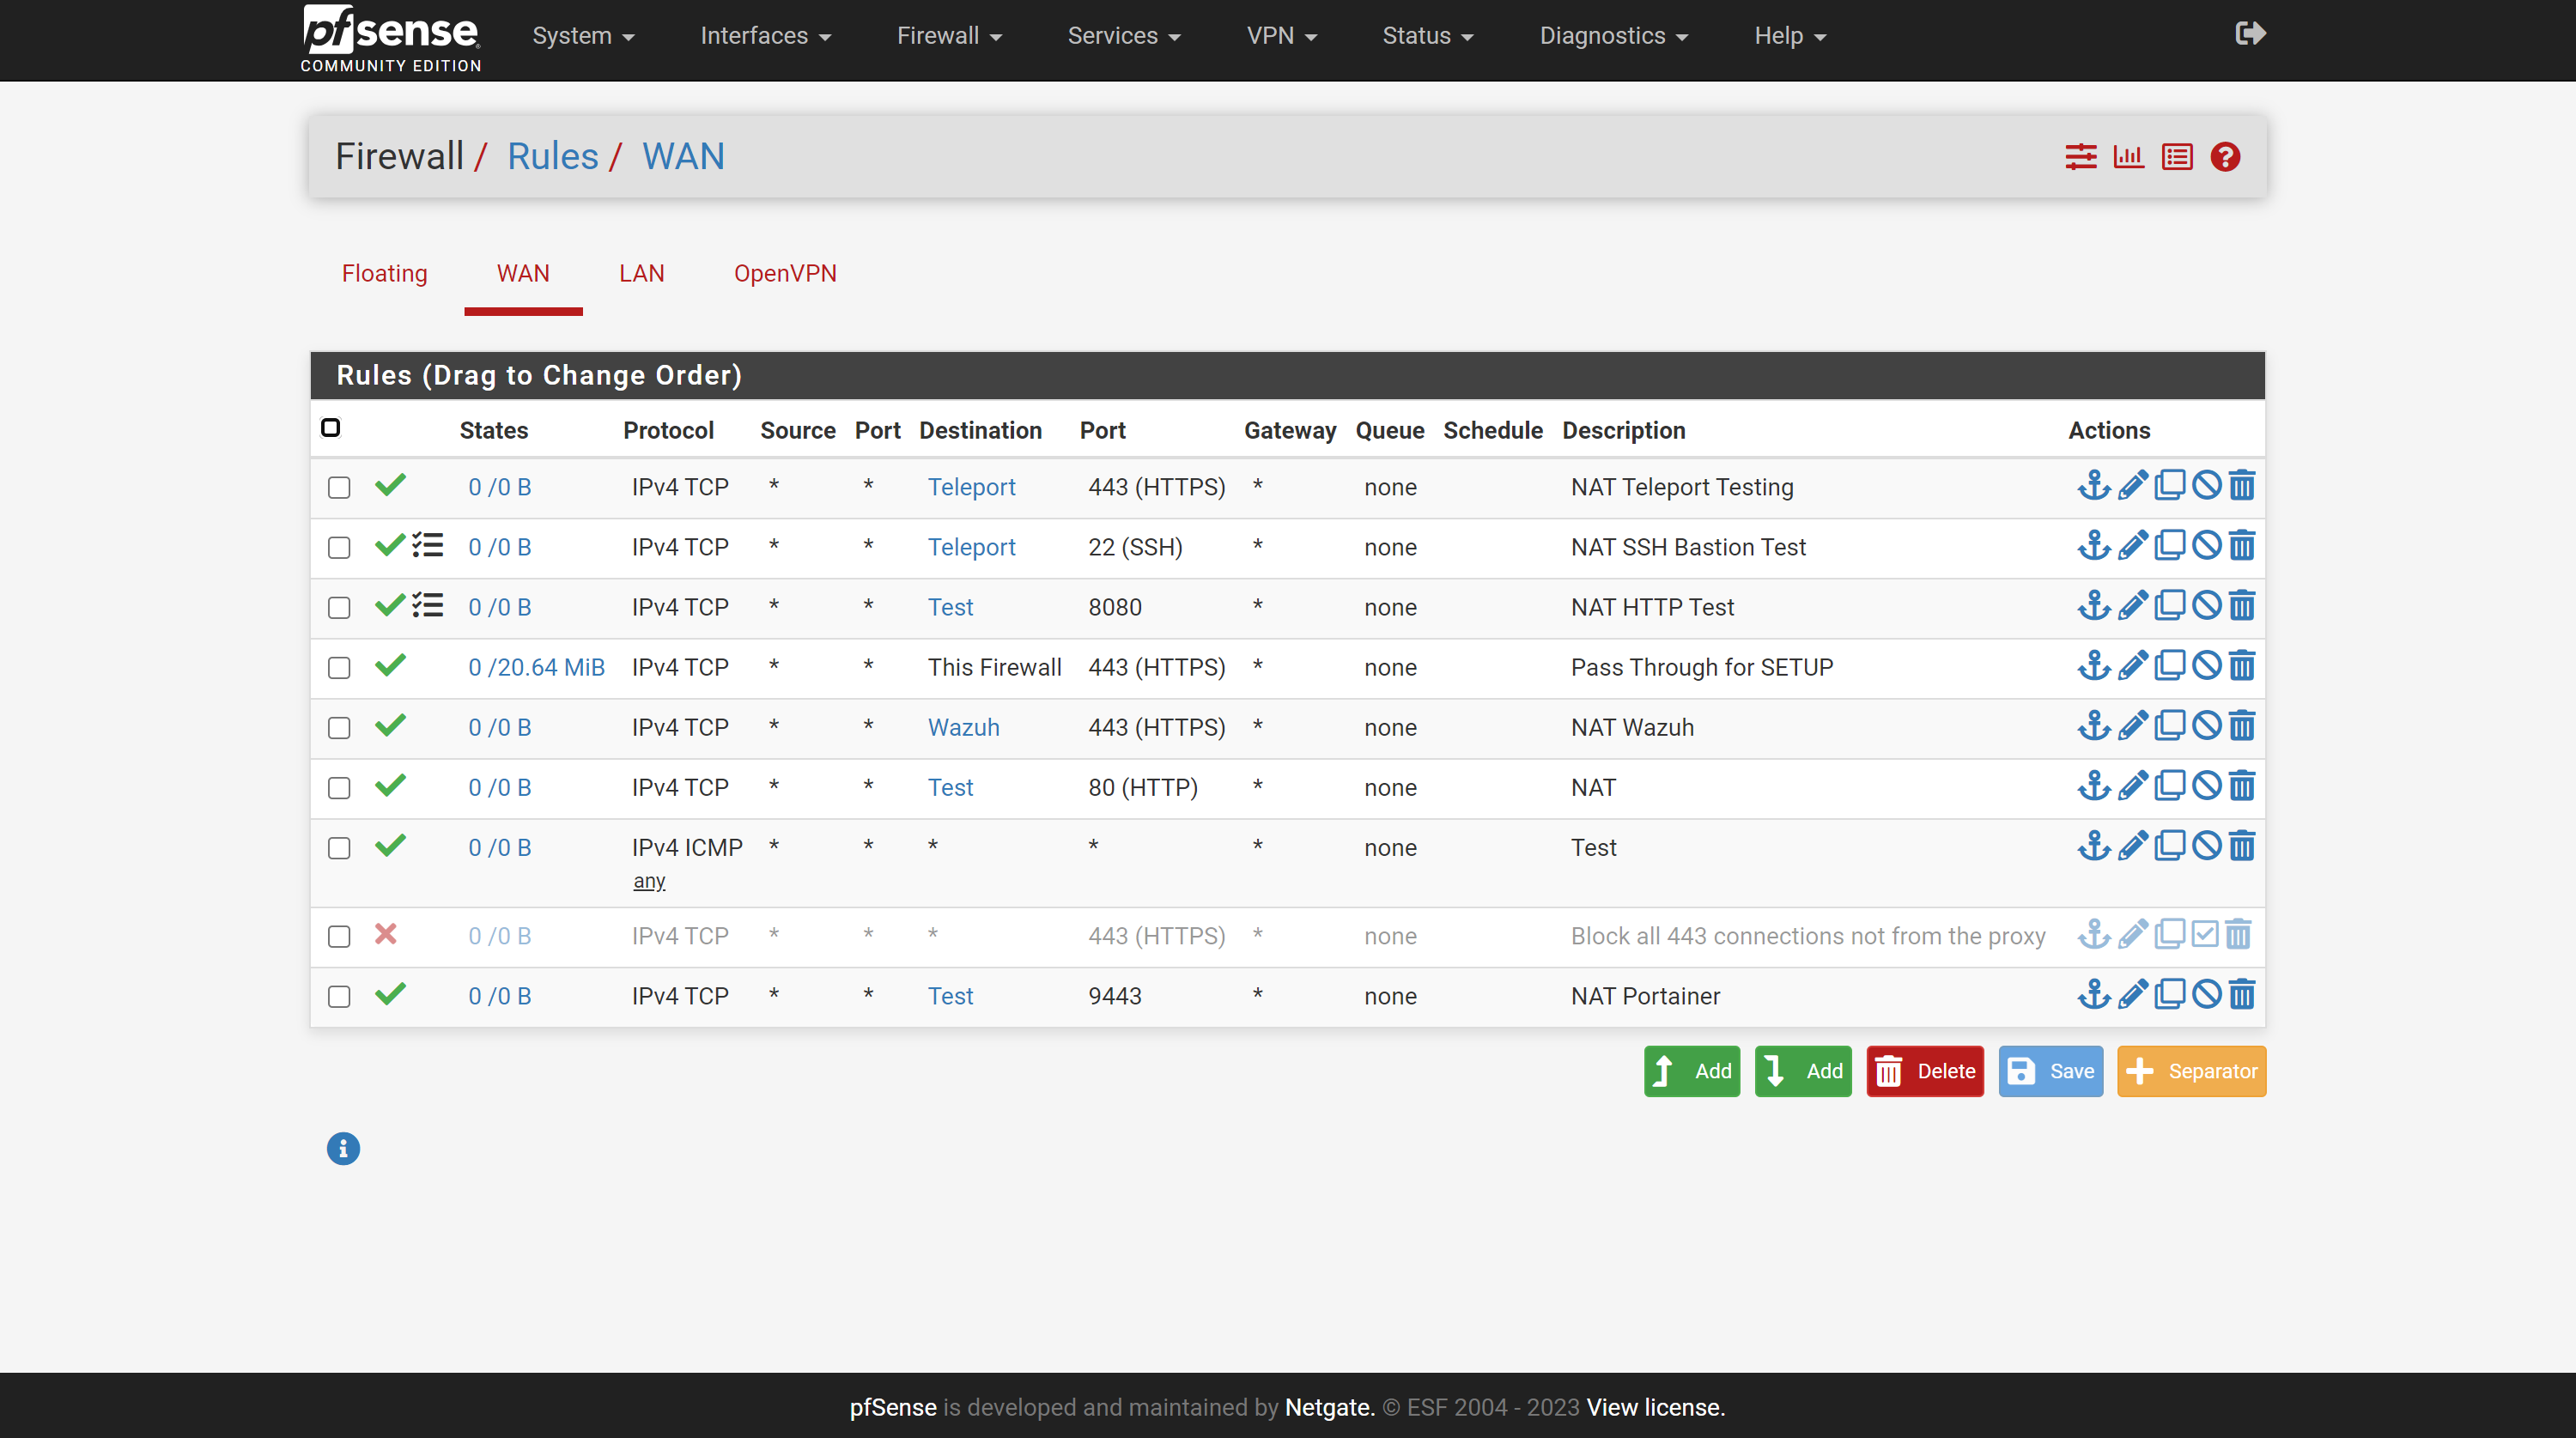 pfsense
COMMUNITY EDITION
System Interfaces Firewall Services VPN Status Diagnostics Help
Firewall / Rules / WAN
Floating WAN LAN OpenVPN
Rules (Drag to Change Order)
States Protocol Source Port Destination Port Gateway Queue Schedule Description Actions
0 /0 B IPv4 TCP * * Teleport 443 (HTTPS) * none NAT Teleport Testing
0 /0 B IPv4 TCP * * Teleport 22 (SSH) * none NAT SSH Bastion Test
0 /0 B IPv4 TCP * * Test 8080 * none NAT HTTP Test
0 /20.64 MiB IPv4 TCP * * This Firewall 443 (HTTPS) * none Pass Through for SETUP
0 /0 B IPv4 TCP * * Wazuh 443 (HTTPS) * none NAT Wazuh
0 /0 B IPv4 TCP * * Test 80 (HTTP) * none NAT
0 /0 B IPv4 ICMP * * * * * none Test
any
0 /0 B IPv4 TCP * * * 443 (HTTPS) * none Block all 443 connections not from the proxy
0 /0 B IPv4 TCP * * Test 9443 * none NAT Portainer
Add Add Delete Save Separator
pfSense is developed and maintained by Netgate. © ESF 2004 - 2023 View license.